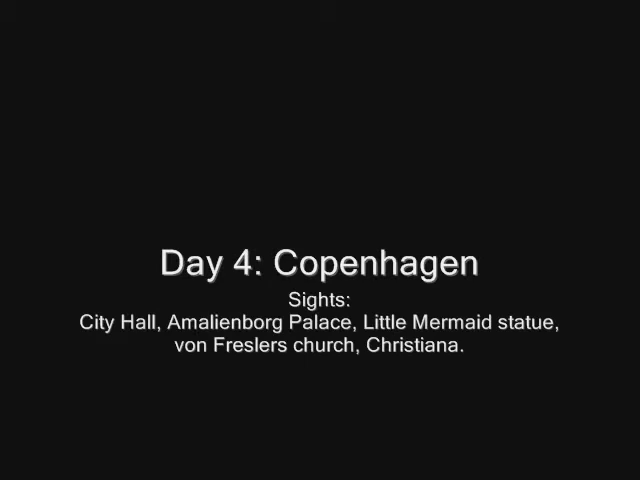 Day 4: Copenhagen
Sights:
City Hall, Amalienborg Palace, Little Mermaid statue,
von Freslers church, Christiana.